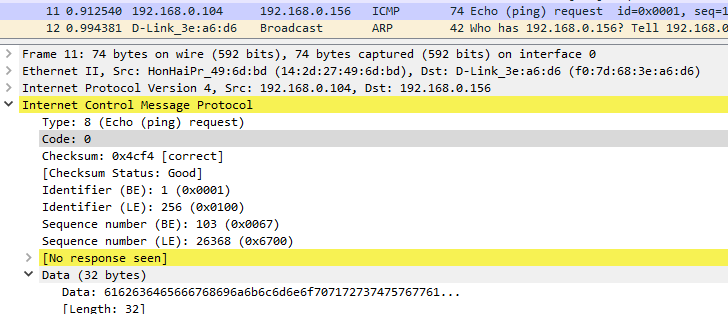 11 0.912540 192.168.0.104 192.168.0.156 ICMP 74 Echo (ping) request id=0x0001, seq=1
12 0.994381 D-Link_3e:a6:d6 Broadcast ARP 42 Who has 192.168.0.156? Tell 192.168.0
Frame 11: 74 bytes on wire (592 bits), 74 bytes captured (592 bits) on interface 0
Ethernet II, Src: HonHaiPr_49:6d:bd (14:2d:27:49:6d:bd), Dst: D-Link_3e:a6:d6 (f0:7d:68:3e:a6:d6)
Internet Protocol Version 4, Src: 192.168.0.104, Dst: 192.168.0.156
Internet Control Message Protocol
Type: 8 (Echo (ping) request)
Code: 0
Checksum: 0x4cf4 [correct]
[Checksum Status: Good]
Identifier (BE): 1 (0x0001)
Identifier (LE): 256 (0x0100)
Sequence number (BE): 103 (0x0067)
Sequence number (LE): 26368 (0x6700)
[No response seen]
Data (32 bytes)
Data: 6162636465666768696a6b6c6d6e6f7071727374757677​61...
[Length: 32]